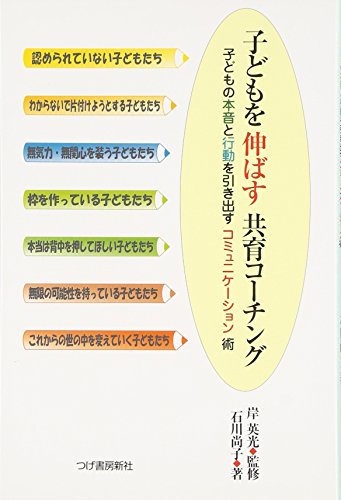 子どもを 伸ばす 共育コーチング
子どもの本音と行動を引き出す コミュニケーション 術
認められていない子どもたち
わからないで片付けようとする子どもたち
無気力・無関心を装う子どもたち
枠を作っている子どもたち
本当は背中を押してほしい子どもたち
無限の可能性を持っている子どもたち
これからの世の中を変えていく子どもたち
岸 英光◆監修
石川尚子◆著
つげ書房新社